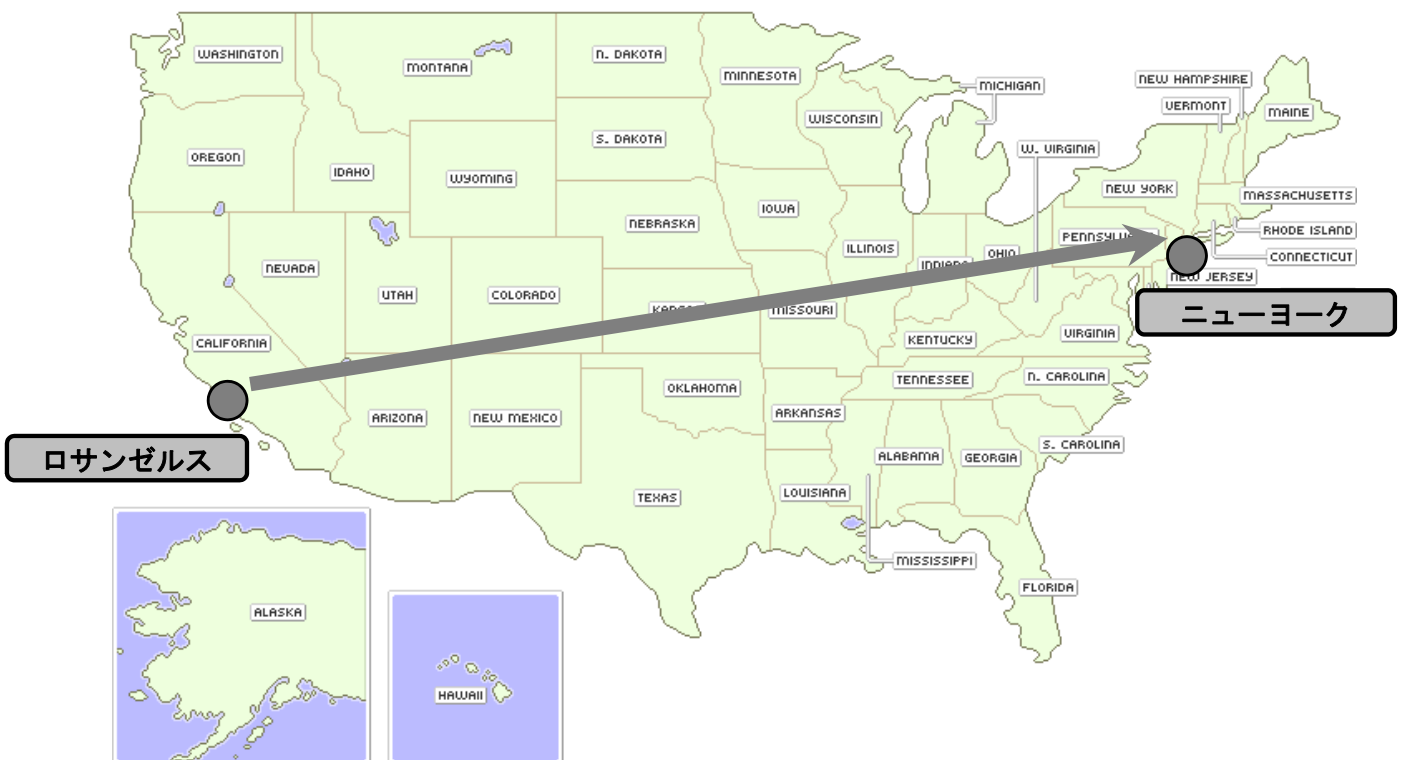 WASHINGTON
MONTANA
N. DAKOTA
MINNESOTA
MICHIGAN
NEW HAMPSHIRE
VERMONT
MAINE
WISCONSIN
OREGON
IDAHO
WYOMING
S. DAKOTA
W. VIRGINIA
NEW YORK
MASSACHUSETTS
IOWA
NEBRASKA
RHODE ISLAND
PENNSYLV
ILLINOIS
OHIO
CONNECTICUT
NEVADA
INDIANA
NEW JERSEY
UTAH
COLORADO
KANSAS
MISSOURI
ニューヨーク
CALIFORNIA
KENTUCKY
VIRGINIA
TENNESSEE
N. CAROLINA
OKLAHOMA
ARIZONA
NEW MEXICO
ARKANSAS
S. CAROLINA
ロサンゼルス
ALABAMA
GEORGIA
TEXAS
LOUISIANA
MISSISSIPPI
FLORIDA
ALASKA
HAWAII